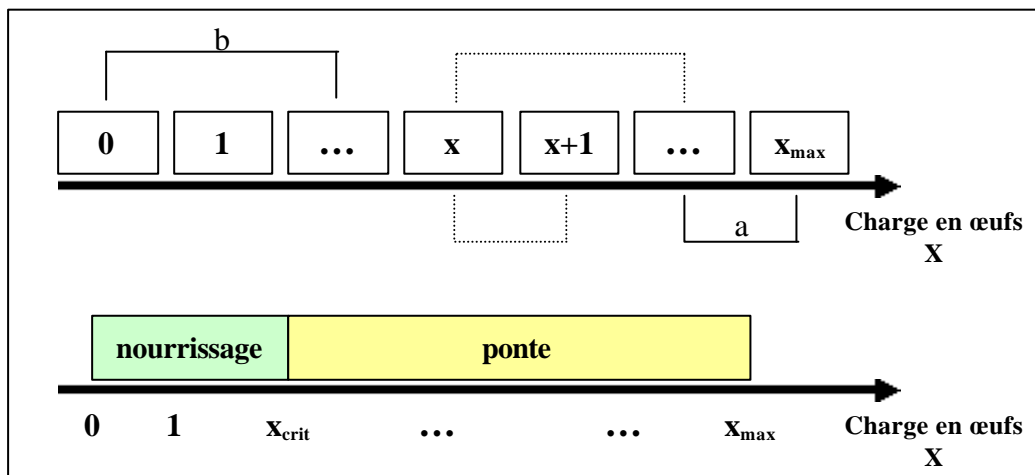 b
0 1 ... x x+1 ... xmax
a
Charge en œufs
X
nourrissage ponte
0 1 xcrit ... ... xmax
Charge en œufs
X